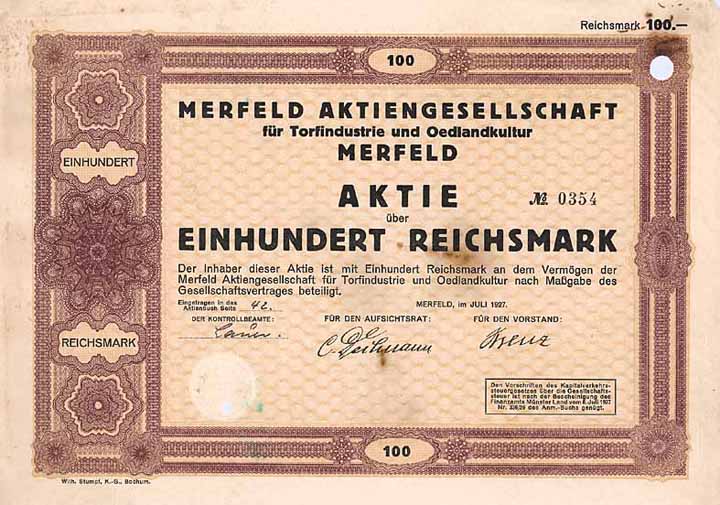 Reichsmark 100.—
100
MERFELD AKTIENGESELLSCHAFT
für Torfindustrie und Oedlandkultur
MERFELD
EINHUNDERT
AKTIE
№ 0354
über
EINHUNDERT REICHSMARK
Der Inhaber dieser Aktie ist mit Einhundert Reichsmark an dem Vermögen der
Merfeld Aktiengesellschaft für Torfindustrie und Oedlandkultur nach Maßgabe des
Gesellschaftsvertrages beteiligt.
Eingetragen in das
Aktienbuch Seite 42.
MERFELD, im JULI 1927.
DER KONTROLLBEAMTE:
FÜR DEN AUFSICHTSRAT:
FÜR DEN VORSTAND:
REICHSMARK
Den Vorschriften des Kapitalverkehrs-
steuergesetzes über die Gesellschafts-
steuer ist nach der Bescheinigung des
Finanzamts Münster Land vom 8. Juli 1927
Nr. 336/26 des Anm.-Buchs genügt.
100
Wilh. Stumpf, K.-G., Bochum.